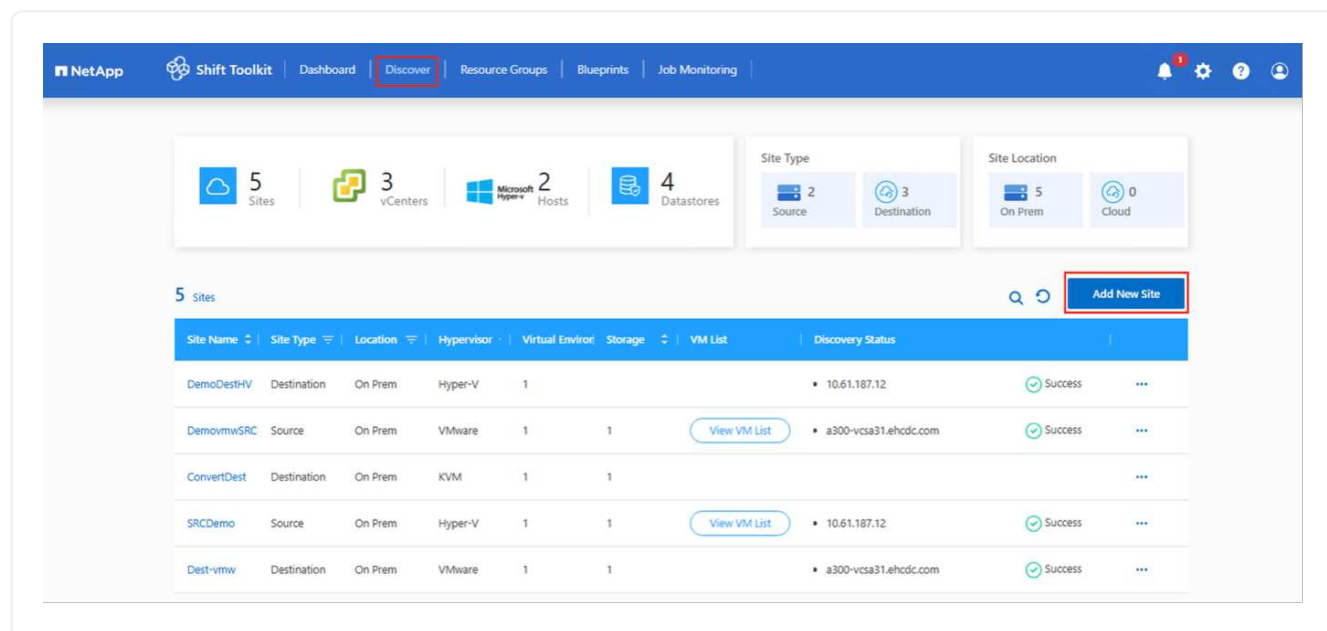 NetApp Shift Toolkit Dashboard Discover Resource Groups Blueprints Job Monitoring 1 ?
5 Sites
3 vCenters
Microsoft Hyper-v 2 Hosts
4 Datastores
Site Type
2 Source
3 Destination
Site Location
5 On Prem
0 Cloud
5 Sites
Add New Site
Site Name Site Type Location Hypervisor Virtual Environ Storage VM List Discovery Status
DemoDestHV Destination On Prem Hyper-V 1 • 10.61.187.12 Success ...
DemovmwSRC Source On Prem VMware 1 1 View VM List • a300-vcsa31.ehcdc.com Success ...
ConvertDest Destination On Prem KVM 1 1 ...
SRCDemo Source On Prem Hyper-V 1 1 View VM List • 10.61.187.12 Success ...
Dest-vmw Destination On Prem VMware 1 1 • a300-vcsa31.ehcdc.com Success ...